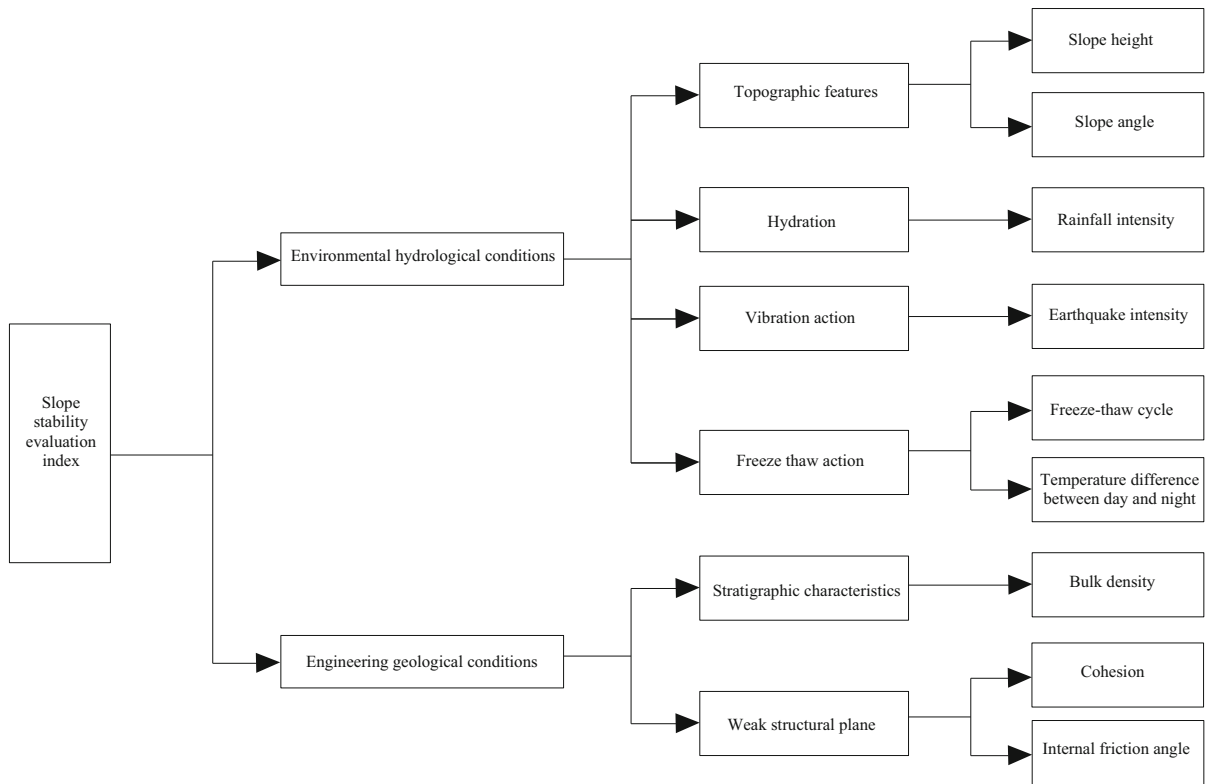 Slope
stability
evaluation
index
Environmental hydrological conditions
Engineering geological conditions
Topographic features
Hydration
Vibration action
Freeze thaw action
Stratigraphic characteristics
Weak structural plane
Slope height
Slope angle
Rainfall intensity
Earthquake intensity
Freeze-thaw cycle
Temperature difference
between day and night
Bulk density
Cohesion
Internal friction angle